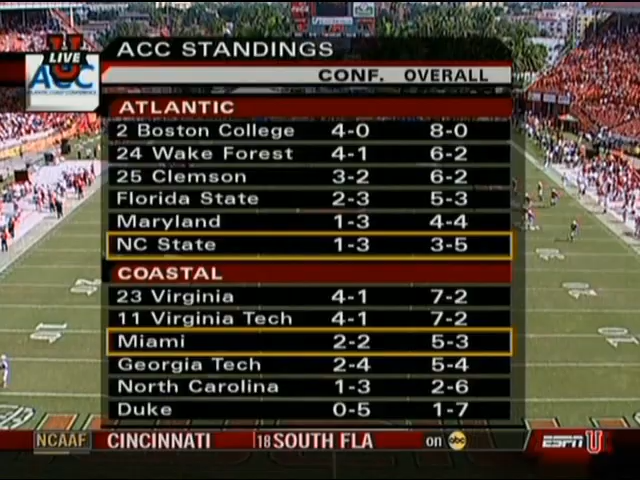 LIVE
U
ACC
ATLANTIC COAST CONFERENCE
ACC STANDINGS
CONF. OVERALL
ATLANTIC
2 Boston College 4-0 8-0
24 Wake Forest 4-1 6-2
25 Clemson 3-2 6-2
Florida State 2-3 5-3
Maryland 1-3 4-4
NC State 1-3 3-5
COASTAL
23 Virginia 4-1 7-2
11 Virginia Tech 4-1 7-2
Miami 2-2 5-3
Georgia Tech 2-4 5-4
North Carolina 1-3 2-6
Duke 0-5 1-7
NCAAF CINCINNATI 18 SOUTH FLA on abc ESPN U